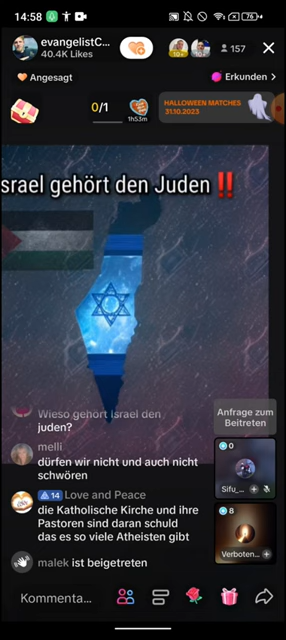 14:58
76
evangelistC...
40.4K Likes
157
Angesagt
Erkunden >
0/1
1h53m
HALLOWEEN MATCHES
31.10.2023
srael gehört den Juden ‼️
Wieso gehört Israel den
juden?
melli
dürfen wir nicht und auch nicht
schwören
14 Love and Peace
die Katholische Kirche und ihre
Pastoren sind daran schuld
das es so viele Atheisten gibt
malek ist beigetreten
Anfrage zum
Beitreten
0
Sifu_...
8
Verboten...
Kommenta...